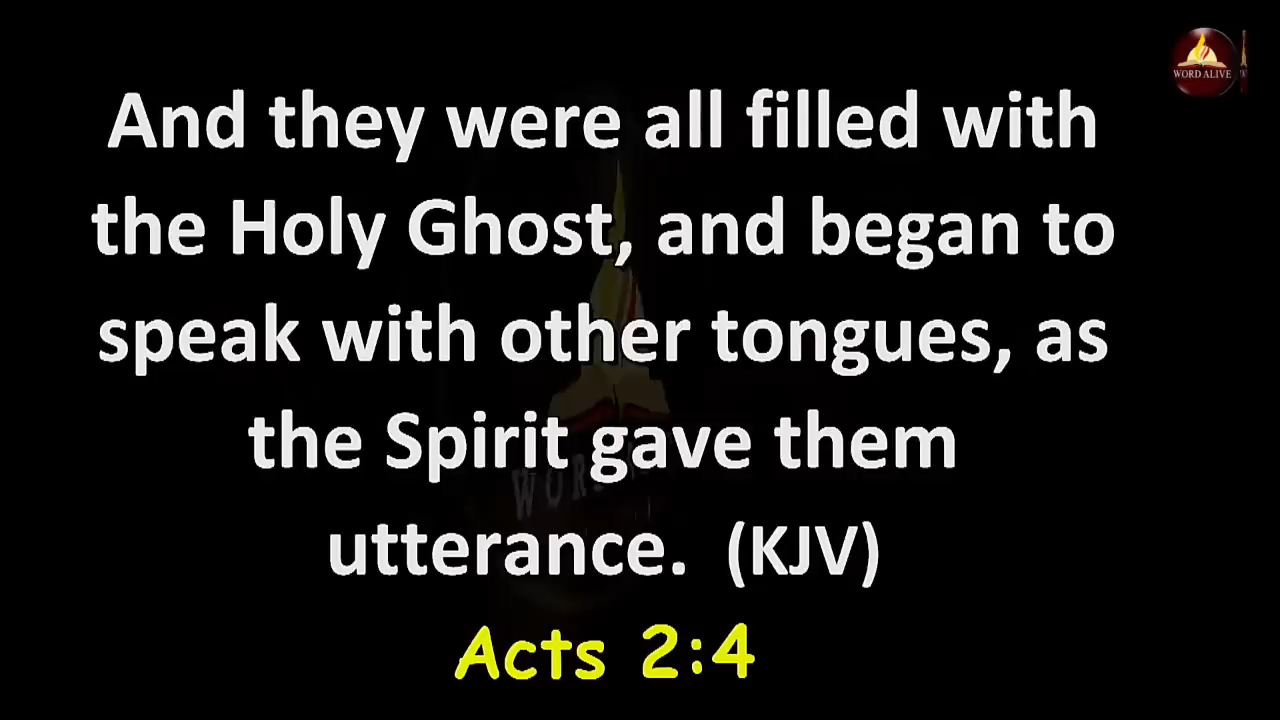 WORD ALIVE
And they were all filled with
the Holy Ghost, and began to
speak with other tongues, as
the Spirit gave them
utterance. (KJV)
Acts 2:4